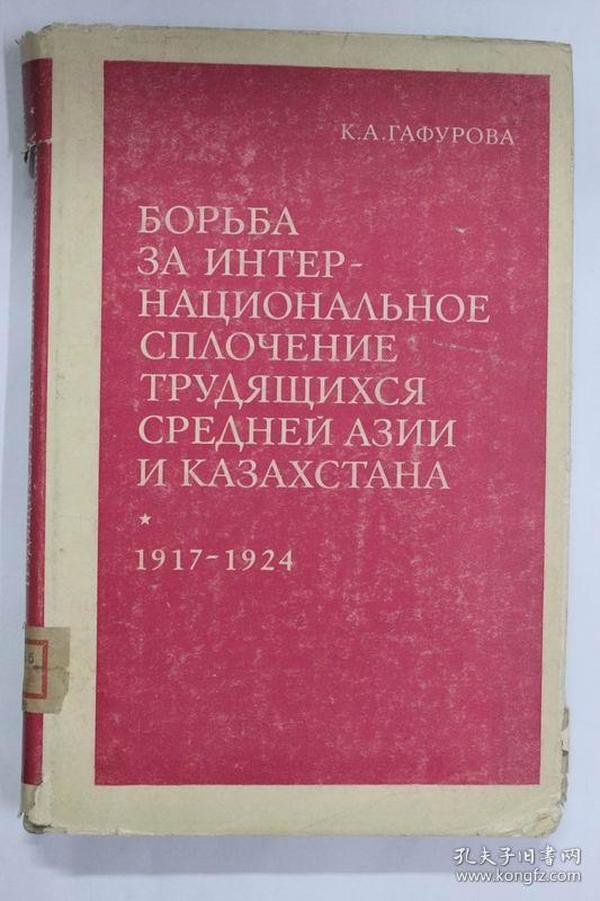 К.А.ГАФУРОВА
БОРЬБА
ЗА ИНТЕР-
НАЦИОНАЛЬНОЕ
СПЛОЧЕНИЕ
ТРУДЯЩИХСЯ
СРЕДНЕЙ АЗИИ
И КАЗАХСТАНА
★
1917-1924
孔夫子旧书网
www.kongfz.com